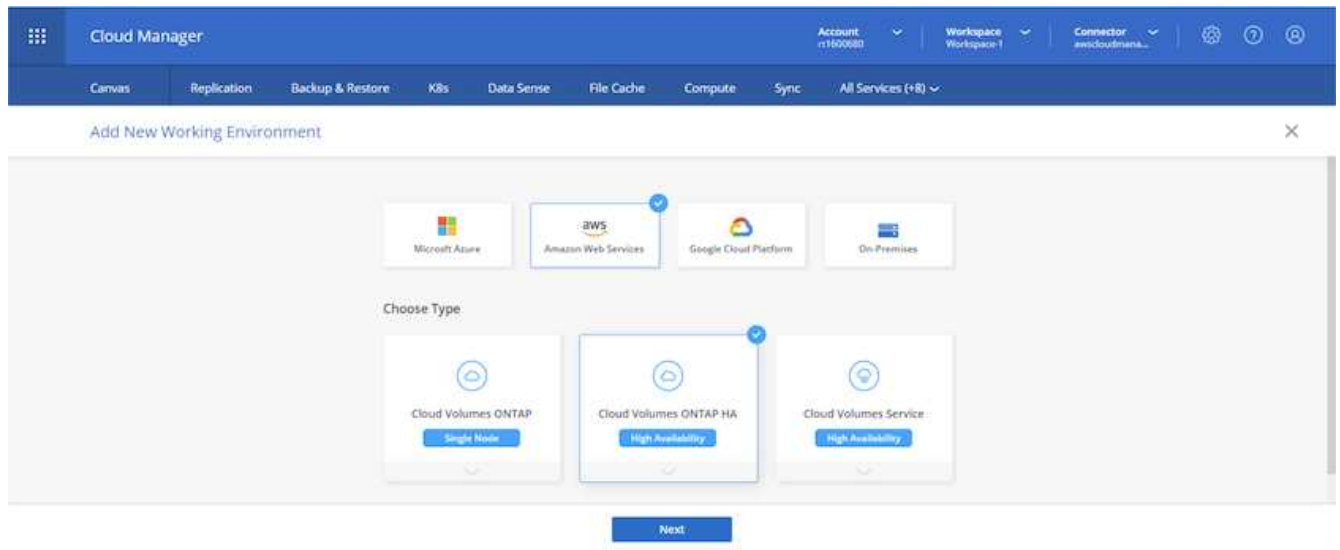 Cloud Manager
Account
rt1600680
Workspace
Workspace-1
Connector
awscloudmana...
Canvas
Replication
Backup & Restore
K8s
Data Sense
File Cache
Compute
Sync
All Services (+8)
Add New Working Environment
Microsoft Azure
aws
Amazon Web Services
Google Cloud Platform
On-Premises
Choose Type
Cloud Volumes ONTAP
Single Node
Cloud Volumes ONTAP HA
High Availability
Cloud Volumes Service
High Availability
Next